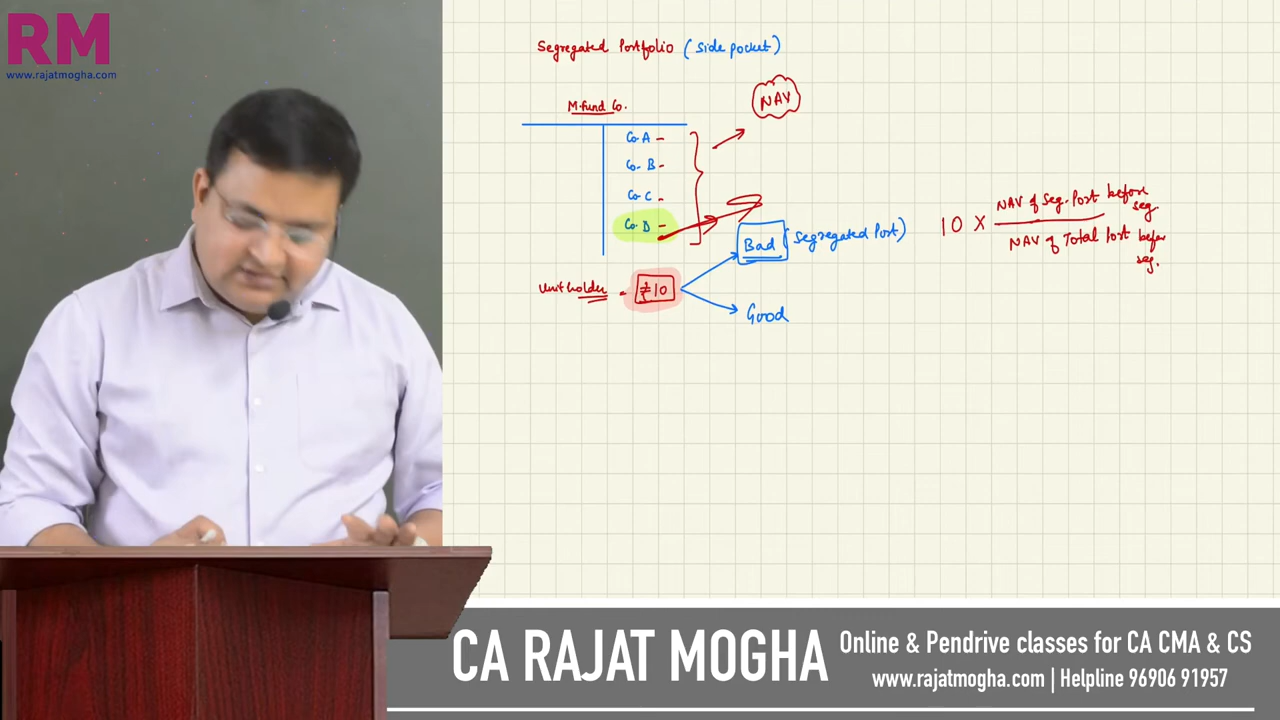 RM
www.rajatmogha.com
Segregated Portfolio (Side pocket)
M.fund Co.
NAV
Co A -
Co- B -
Co- C -
Co- D -
Bad (Segregated Port)
Unit holder - ₹10
Good
10 × NAV of Seg. Port before seg.
NAV of Total Port before seg.
CA RAJAT MOGHA
Online & Pendrive classes for CA CMA & CS
www.rajatmogha.com | Helpline 96906 91957